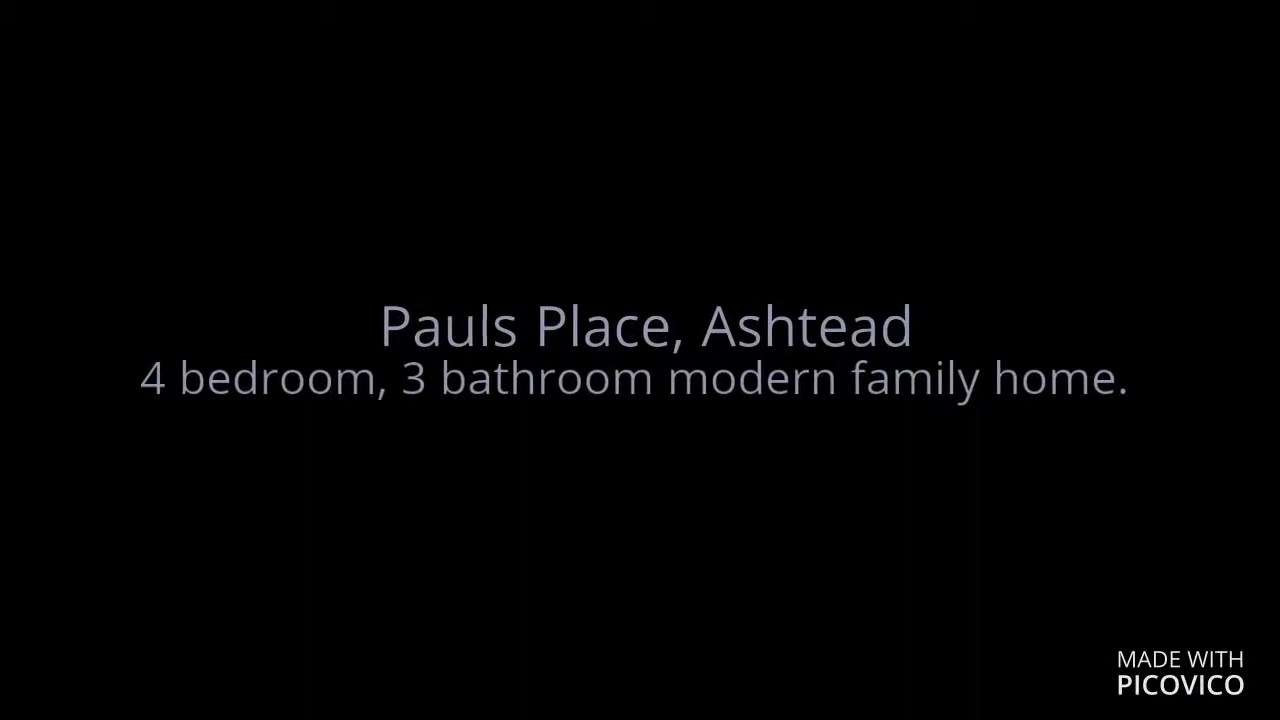 Pauls Place, Ashtead
4 bedroom, 3 bathroom modern family home.
MADE WITH
PICOVICO